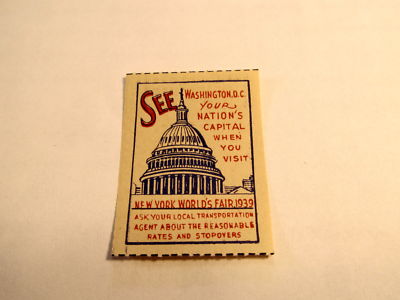 SEE WASHINGTON, D.C.
YOUR
NATION'S
CAPITAL
WHEN
YOU
VISIT
NEW YORK WORLD'S FAIR, 1939
ASK YOUR LOCAL TRANSPORTATION
AGENT ABOUT THE REASONABLE
RATES AND STOPOVERS